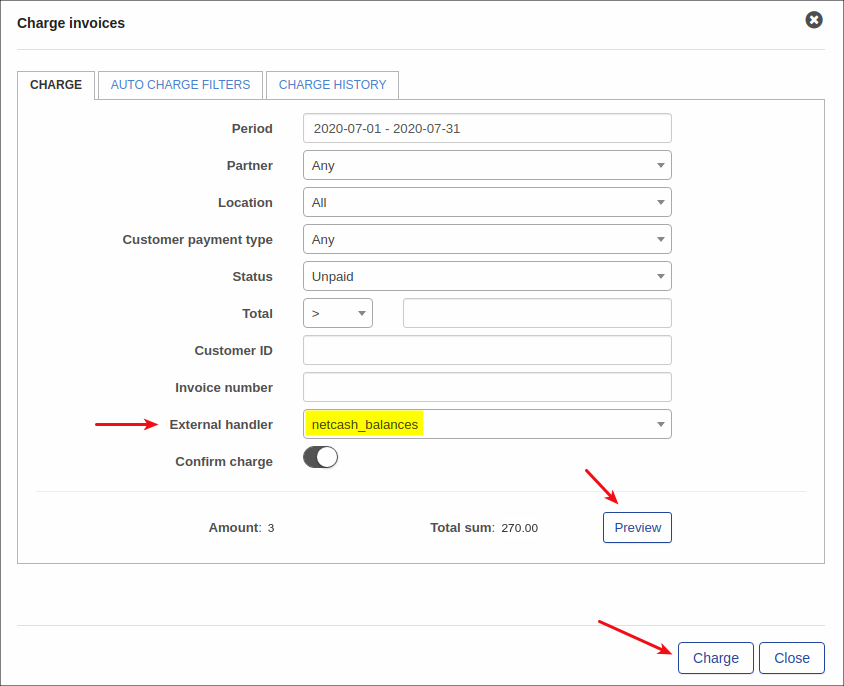 Charge invoices
CHARGE AUTO CHARGE FILTERS CHARGE HISTORY
Period 2020-07-01 - 2020-07-31
Partner Any
Location All
Customer payment type Any
Status Unpaid
Total >
Customer ID
Invoice number
External handler netcash_balances
Confirm charge
Amount: 3 Total sum: 270.00 Preview
Charge Close